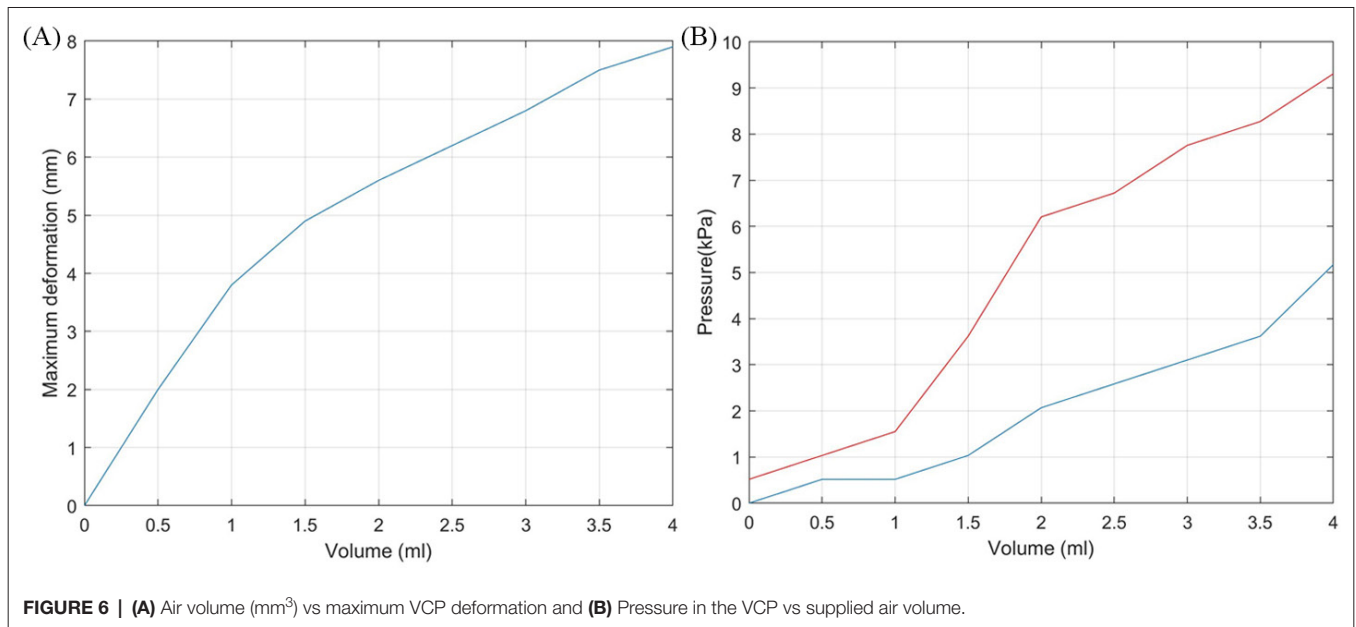 (A)
8
7
6
5
4
3
2
1
0
Maximum deformation (mm)
0 0.5 1 1.5 2 2.5 3 3.5 4
Volume (ml)
(B)
10
9
8
7
6
5
4
3
2
1
0
Pressure(kPa)
0 0.5 1 1.5 2 2.5 3 3.5 4
Volume (ml)
FIGURE 6 | (A) Air volume (mm³) vs maximum VCP deformation and (B) Pressure in the VCP vs supplied air volume.